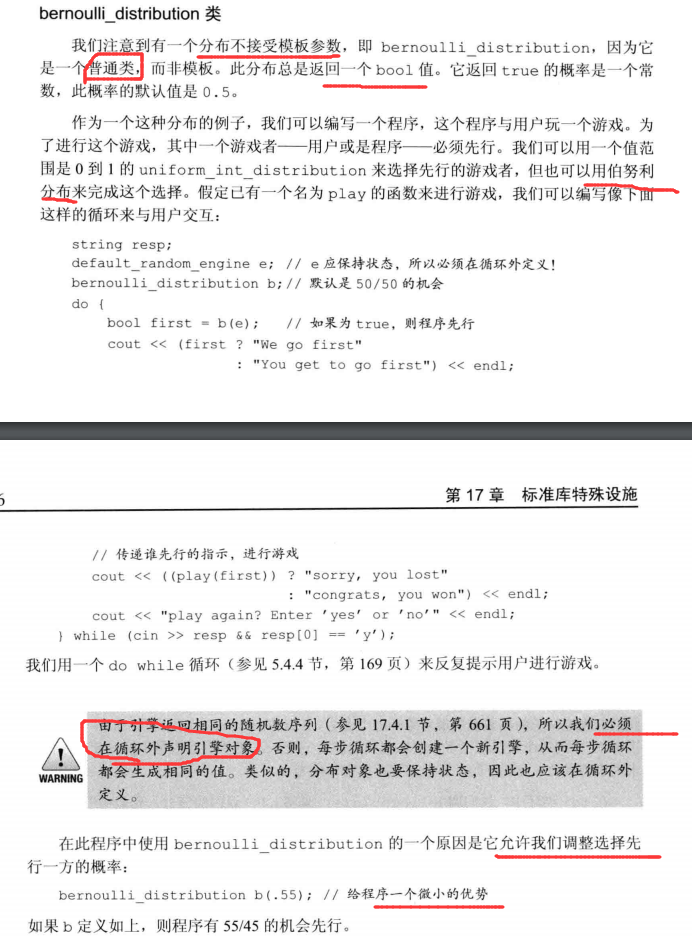 bernoulli_distribution 类
我们注意到有一个分布不接受模板参数，即 bernoulli_distribution，因为它
是一个普通类，而非模板。此分布总是返回一个 bool 值。它返回 true 的概率是一个常
数，此概率的默认值是 0.5。
作为一个这种分布的例子，我们可以编写一个程序，这个程序与用户玩一个游戏。为
了进行这个游戏，其中一个游戏者——用户或是程序——必须先行。我们可以用一个值范
围是 0 到 1 的 uniform_int_distribution 来选择先行的游戏者，但也可以用伯努利
分布来完成这个选择。假定已有一个名为 play 的函数来进行游戏，我们可以编写像下面
这样的循环来与用户交互：
string resp;
default_random_engine e; // e 应保持状态，所以必须在循环外定义！
bernoulli_distribution b; // 默认是 50/50 的机会
do {
bool first = b(e); // 如果为 true，则程序先行
cout << (first ? "We go first"
: "You get to go first") << endl;
6
第 17 章 标准库特殊设施
// 传递谁先行的指示，进行游戏
cout << ((play(first)) ? "sorry, you lost"
: "congrats, you won") << endl;
cout << "play again? Enter 'yes' or 'no'" << endl;
} while (cin >> resp && resp[0] == 'y');
我们用一个 do while 循环（参见 5.4.4 节，第 169 页）来反复提示用户进行游戏。
由于引擎返回相同的随机数序列（参见 17.4.1 节，第 661 页），所以我们必须
在循环外声明引擎对象。否则，每步循环都会创建一个新引擎，从而每步循环
都会生成相同的值。类似的，分布对象也要保持状态，因此也应该在循环外
定义。
WARNING
在此程序中使用 bernoulli_distribution 的一个原因是它允许我们调整选择先
行一方的概率：
bernoulli_distribution b(.55); // 给程序一个微小的优势
如果 b 定义如上，则程序有 55/45 的机会先行。